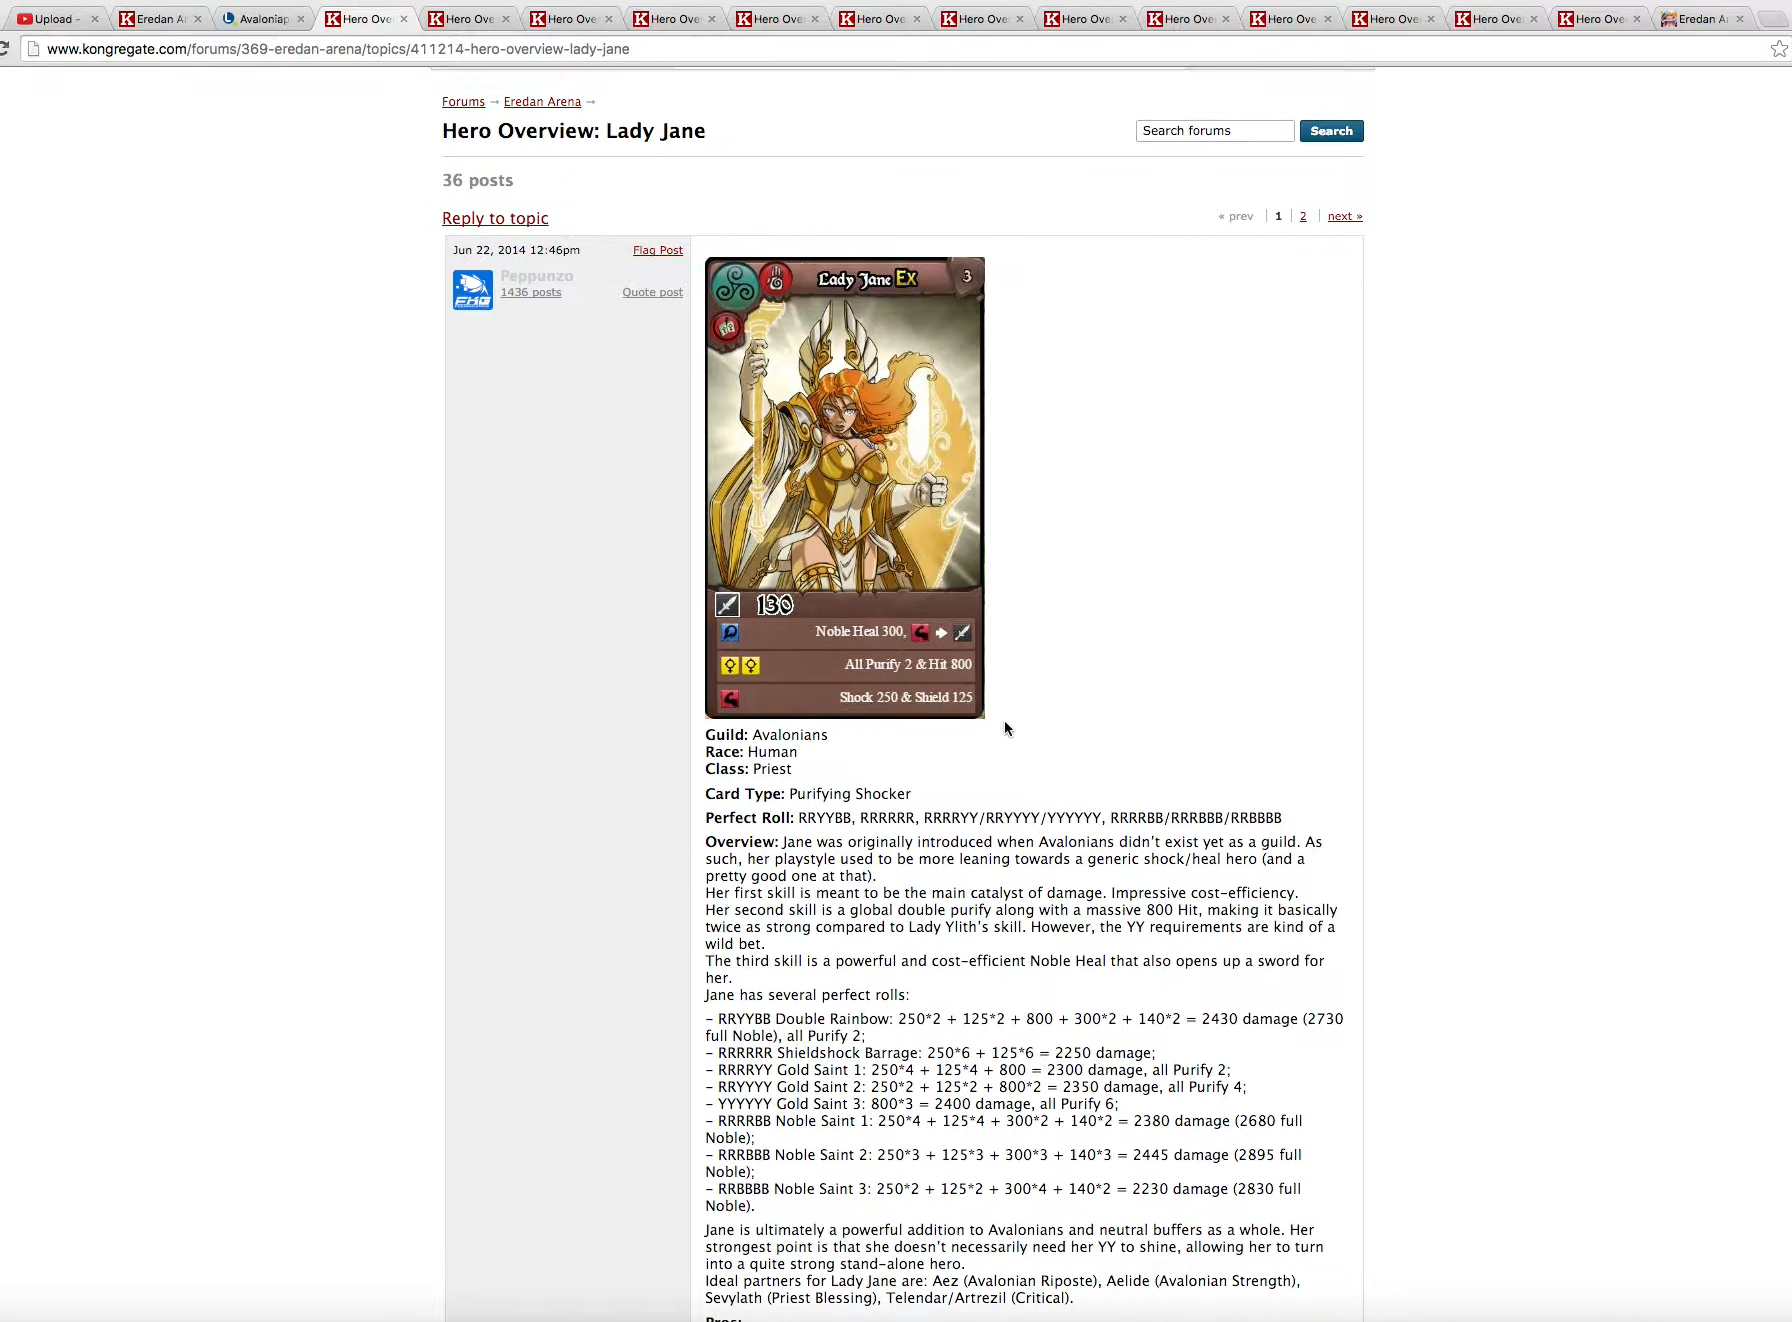 Upload -
Eredan A
Avaloniap
Hero Ove
Hero Ove
Hero Ove
Hero Ove
Hero Ove
Hero Ove
Hero Ove
Hero Ove
Hero Ove
Hero Ove
Hero Ove
Hero Ove
Hero Ove
Eredan A
www.kongregate.com/forums/369-eredan-arena/topics/411214-hero-overview-lady-jane
Forums → Eredan Arena →
Hero Overview: Lady Jane
Search forums
Search
36 posts
Reply to topic
« prev | 1 | 2 | next »
Jun 22, 2014 12:46pm
Flag Post
Peppunzo
1436 posts
Quote post
FKG
Lady Jane EX
3
130
Noble Heal 300,
All Purify 2 & Hit 800
Shock 250 & Shield 125
Guild: Avalonians
Race: Human
Class: Priest
Card Type: Purifying Shocker
Perfect Roll: RRYYBB, RRRRRR, RRRRYY/RRYYYY/YYYYYY, RRRRBB/RRRBBB/RRBBBB
Overview: Jane was originally introduced when Avalonians didn't exist yet as a guild. As
such, her playstyle used to be more leaning towards a generic shock/heal hero (and a
pretty good one at that).
Her first skill is meant to be the main catalyst of damage. Impressive cost-efficiency.
Her second skill is a global double purify along with a massive 800 Hit, making it basically
twice as strong compared to Lady Ylith's skill. However, the YY requirements are kind of a
wild bet.
The third skill is a powerful and cost-efficient Noble Heal that also opens up a sword for
her.
Jane has several perfect rolls:
- RRYYBB Double Rainbow: 250*2 + 125*2 + 800 + 300*2 + 140*2 = 2430 damage (2730
full Noble), all Purify 2;
- RRRRRR Shieldshock Barrage: 250*6 + 125*6 = 2250 damage;
- RRRRYY Gold Saint 1: 250*4 + 125*4 + 800 = 2300 damage, all Purify 2;
- RRYYYY Gold Saint 2: 250*2 + 125*2 + 800*2 = 2350 damage, all Purify 4;
- YYYYYY Gold Saint 3: 800*3 = 2400 damage, all Purify 6;
- RRRRBB Noble Saint 1: 250*4 + 125*4 + 300*2 + 140*2 = 2380 damage (2680 full
Noble);
- RRRBBB Noble Saint 2: 250*3 + 125*3 + 300*3 + 140*3 = 2445 damage (2895 full
Noble);
- RRBBBB Noble Saint 3: 250*2 + 125*2 + 300*4 + 140*2 = 2230 damage (2830 full
Noble).
Jane is ultimately a powerful addition to Avalonians and neutral buffers as a whole. Her
strongest point is that she doesn't necessarily need her YY to shine, allowing her to turn
into a quite strong stand-alone hero.
Ideal partners for Lady Jane are: Aez (Avalonian Riposte), Aelide (Avalonian Strength),
Sevylath (Priest Blessing), Telendar/Artrezil (Critical).
Pros: